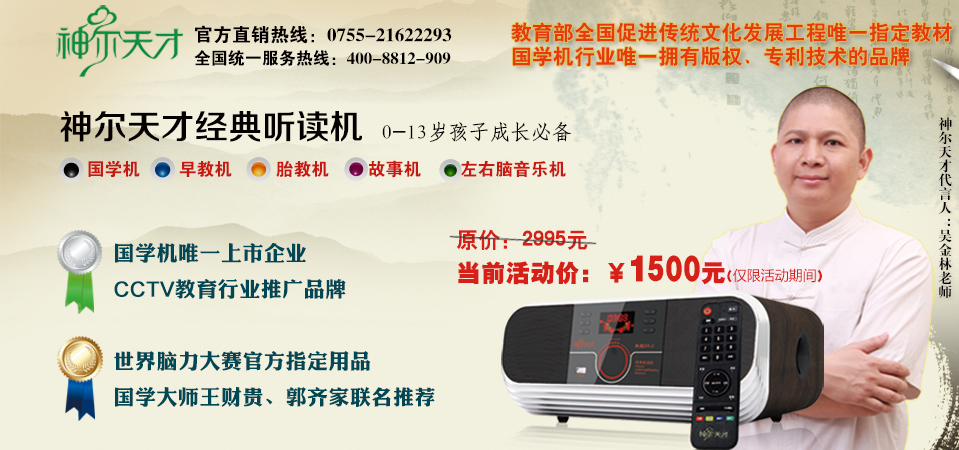 神尔天才
官方直销热线：0755-21622293
全国统一服务热线：400-8812-909
教育部全国促进传统文化发展工程唯一指定教材
国学机行业唯一拥有版权、专利技术的品牌
神尔天才经典听读机 0-13岁孩子成长必备
国学机 早教机 胎教机 故事机 左右脑音乐机
神尔天才代言人：吴金林老师
国学机唯一上市企业
CCTV教育行业推广品牌
原价：2995元
当前活动价：￥1500元(仅限活动期间)
世界脑力大赛官方指定用品
国学大师王财贵、郭齐家联名推荐
神尔天才